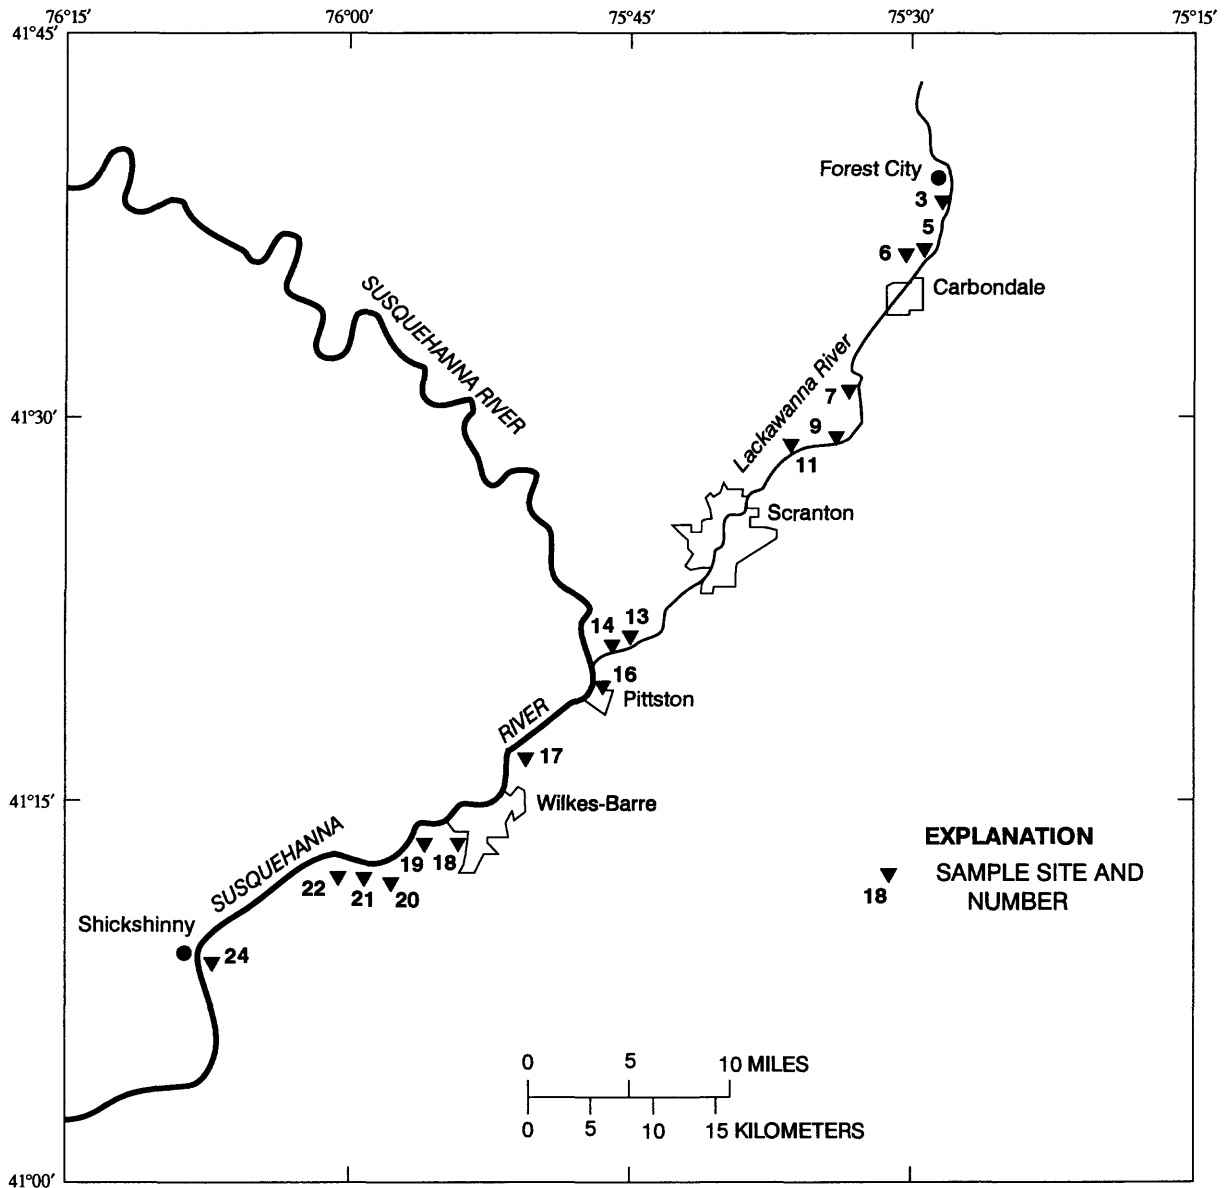 76°15′ 76°00′ 75°45′ 75°30′ 75°15′
41°45′
Forest City
3
5
6
Carbondale
SUSQUEHANNA RIVER
Lackawanna River
7
41°30′
9
11
Scranton
14 13
16
Pittston
RIVER
17
41°15′
Wilkes-Barre
SUSQUEHANNA
19 18
22 21 20
EXPLANATION
SAMPLE SITE AND
18
NUMBER
Shickshinny
24
0 5 10 MILES
0 5 10 15 KILOMETERS
41°00′